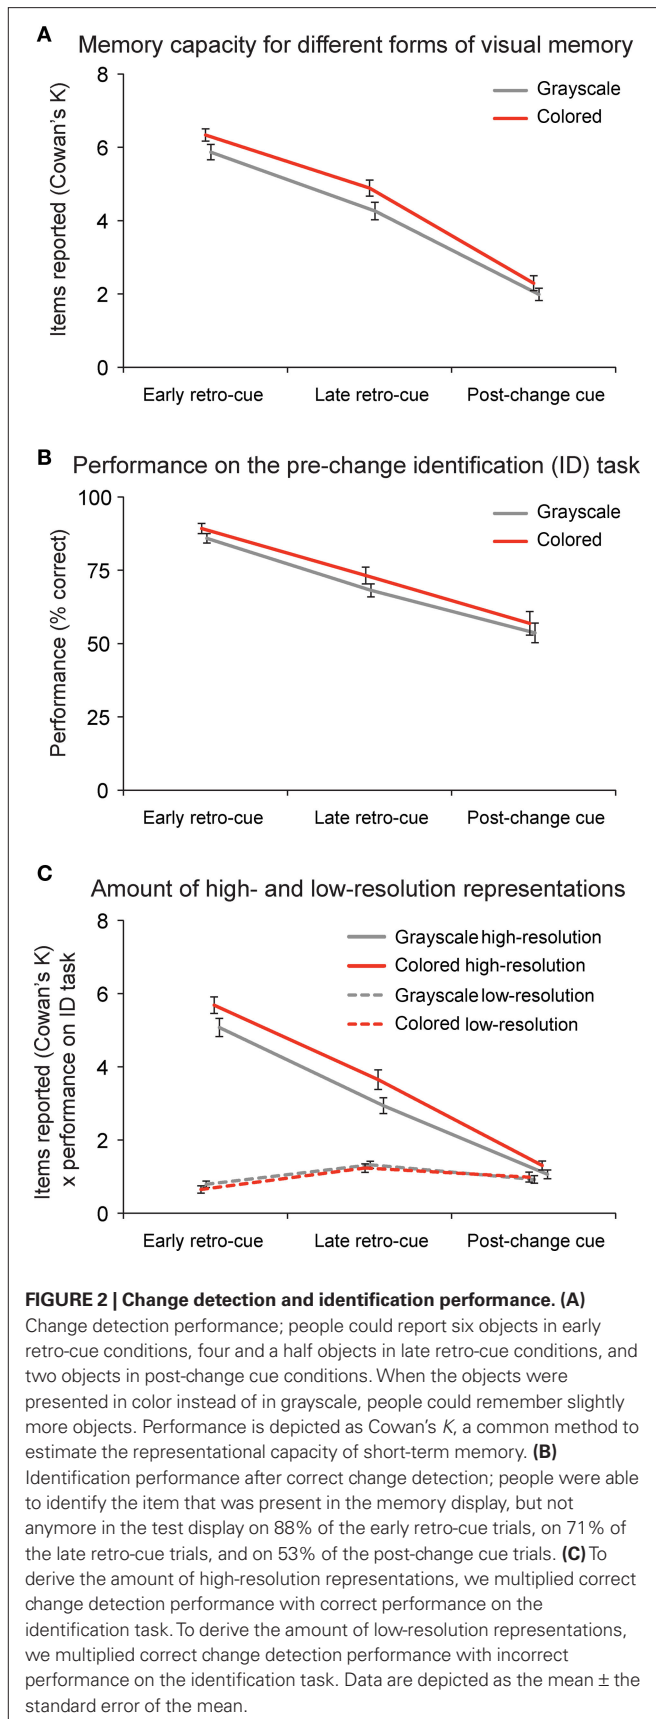 A
Memory capacity for different forms of visual memory
Items reported (Cowan's K)
8
6
4
2
0
Grayscale
Colored
Early retro-cue
Late retro-cue
Post-change cue
B
Performance on the pre-change identification (ID) task
Performance (% correct)
100
75
50
25
0
Grayscale
Colored
Early retro-cue
Late retro-cue
Post-change cue
C
Amount of high- and low-resolution representations
Items reported (Cowan's K)
x performance on ID task
8
6
4
2
0
Grayscale high-resolution
Colored high-resolution
Grayscale low-resolution
Colored low-resolution
Early retro-cue
Late retro-cue
Post-change cue
FIGURE 2 | Change detection and identification performance. (A)
Change detection performance; people could report six objects in early
retro-cue conditions, four and a half objects in late retro-cue conditions, and
two objects in post-change cue conditions. When the objects were
presented in color instead of in grayscale, people could remember slightly
more objects. Performance is depicted as Cowan's K, a common method to
estimate the representational capacity of short-term memory. (B)
Identification performance after correct change detection; people were able
to identify the item that was present in the memory display, but not
anymore in the test display on 88% of the early retro-cue trials, on 71% of
the late retro-cue trials, and on 53% of the post-change cue trials. (C) To
derive the amount of high-resolution representations, we multiplied correct
change detection performance with correct performance on the
identification task. To derive the amount of low-resolution representations,
we multiplied correct change detection performance with incorrect
performance on the identification task. Data are depicted as the mean ± the
standard error of the mean.